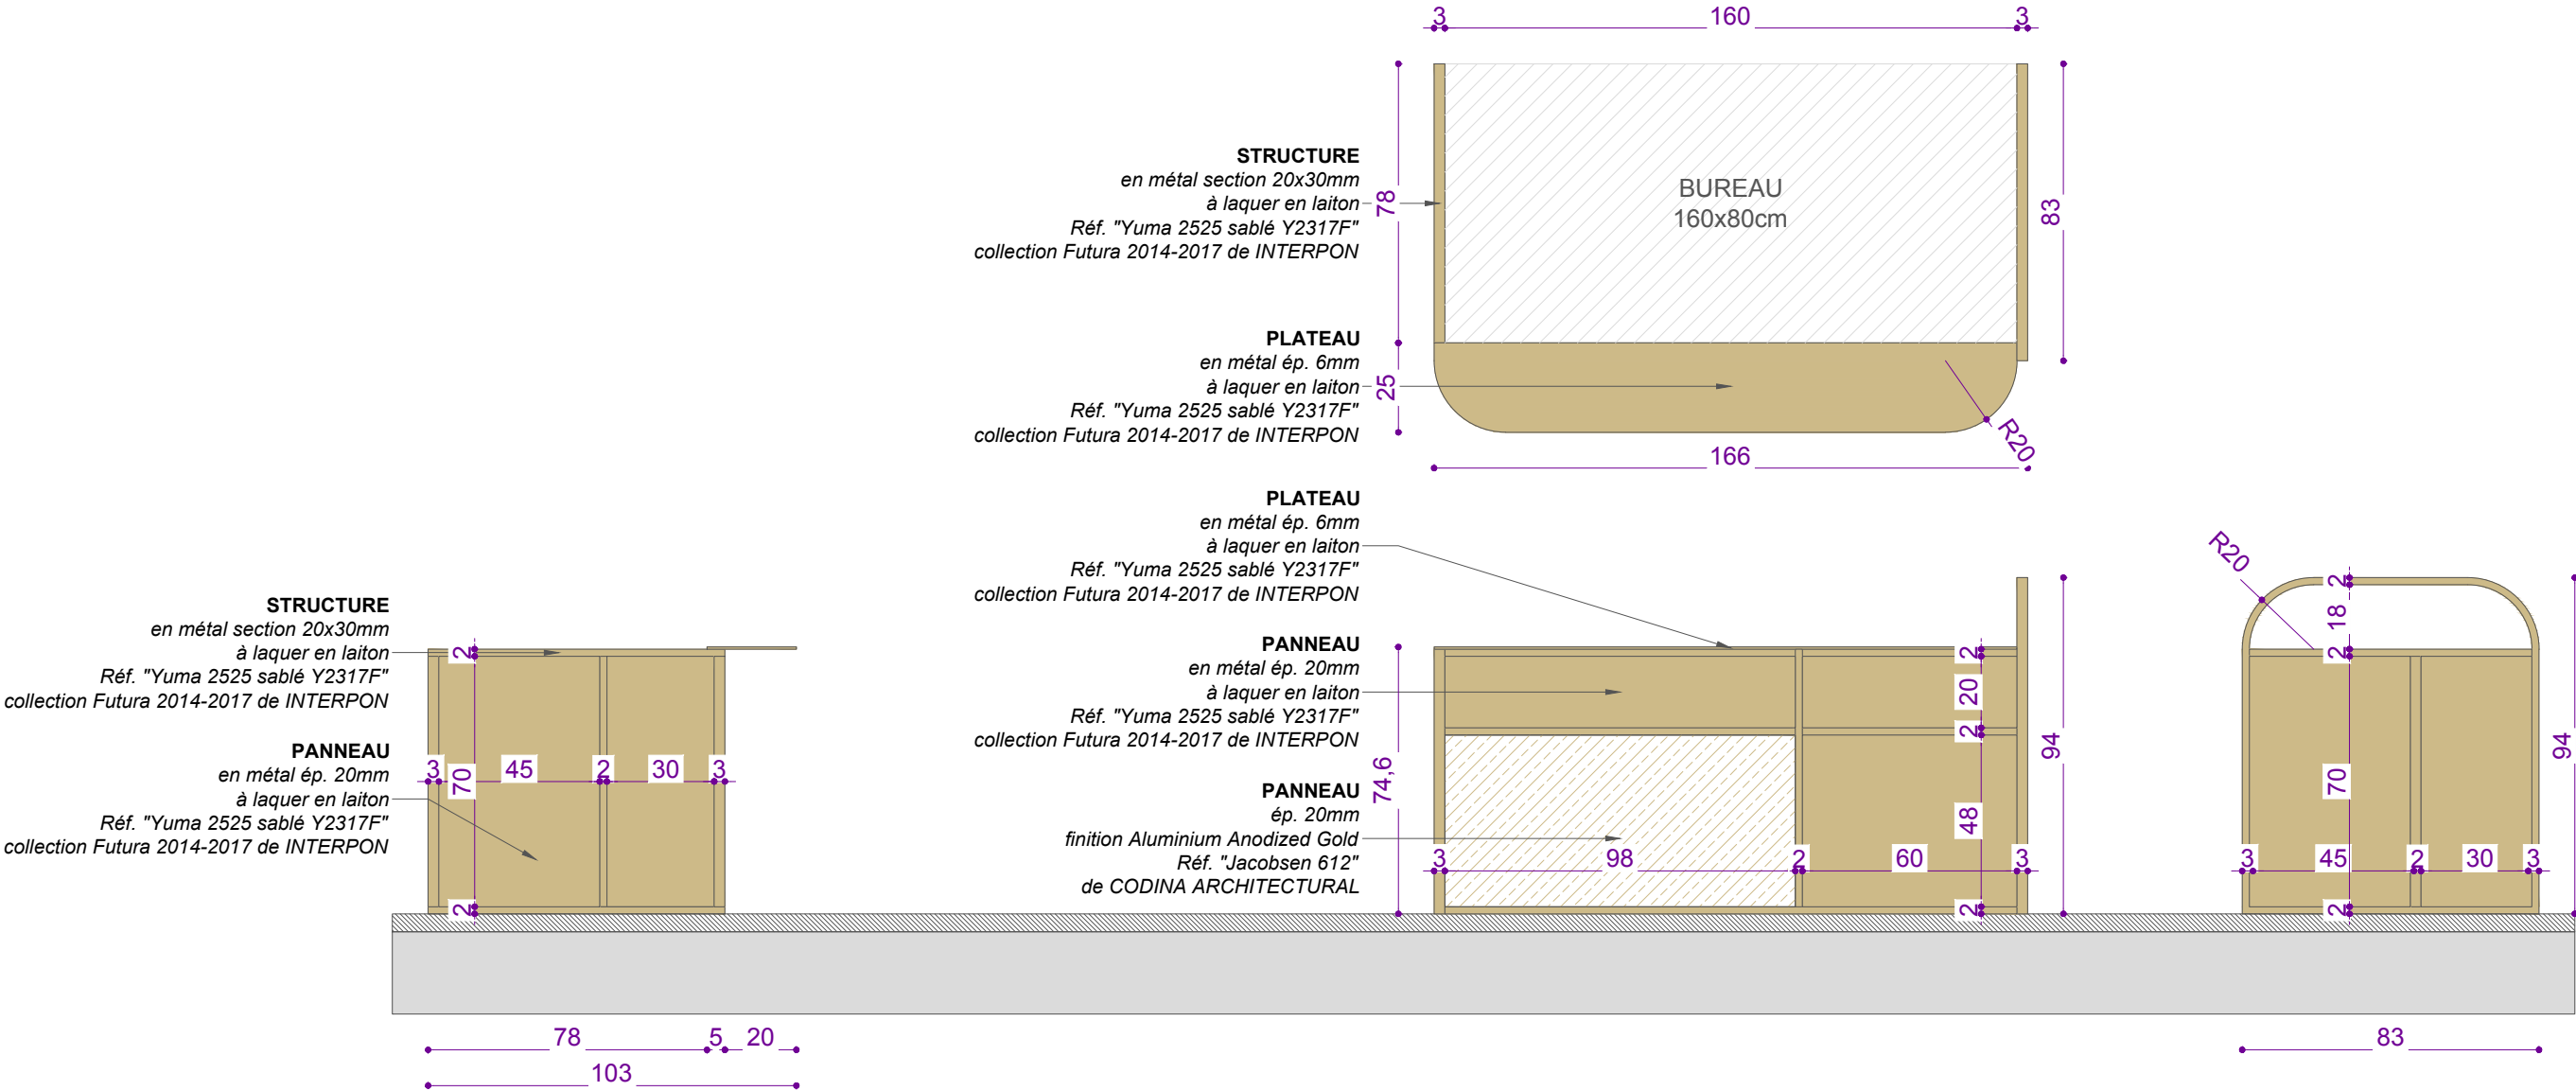 3
160
3
STRUCTURE
en métal section 20x30mm
à laquer en laiton
Réf. "Yuma 2525 sablé Y2317F"
collection Futura 2014-2017 de INTERPON
78
BUREAU
160x80cm
83
PLATEAU
en métal ép. 6mm
à laquer en laiton
Réf. "Yuma 2525 sablé Y2317F"
collection Futura 2014-2017 de INTERPON
25
R20
166
PLATEAU
en métal ép. 6mm
à laquer en laiton
Réf. "Yuma 2525 sablé Y2317F"
collection Futura 2014-2017 de INTERPON
STRUCTURE
en métal section 20x30mm
à laquer en laiton
Réf. "Yuma 2525 sablé Y2317F"
collection Futura 2014-2017 de INTERPON
PANNEAU
en métal ép. 20mm
à laquer en laiton
Réf. "Yuma 2525 sablé Y2317F"
collection Futura 2014-2017 de INTERPON
2
3
70
45
2
30
3
2
78
5
20
103
PANNEAU
en métal ép. 20mm
à laquer en laiton
Réf. "Yuma 2525 sablé Y2317F"
collection Futura 2014-2017 de INTERPON
PANNEAU
ép. 20mm
finition Aluminium Anodized Gold
Réf. "Jacobsen 612"
de CODINA ARCHITECTURAL
74,6
2
20
2
48
3
98
2
60
3
2
94
R20
2
18
2
70
3
45
2
30
3
2
94
83